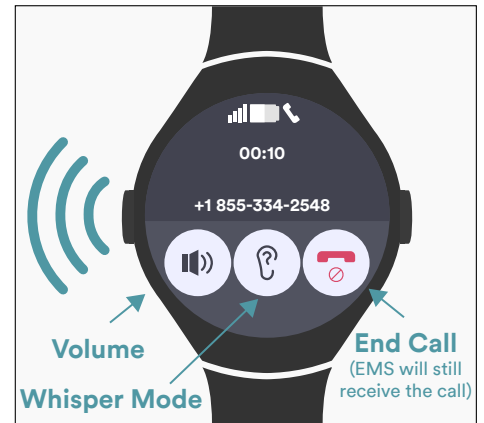 00:10
+1 855-334-2548
Volume
Whisper Mode
End Call
(EMS will still
receive the call)